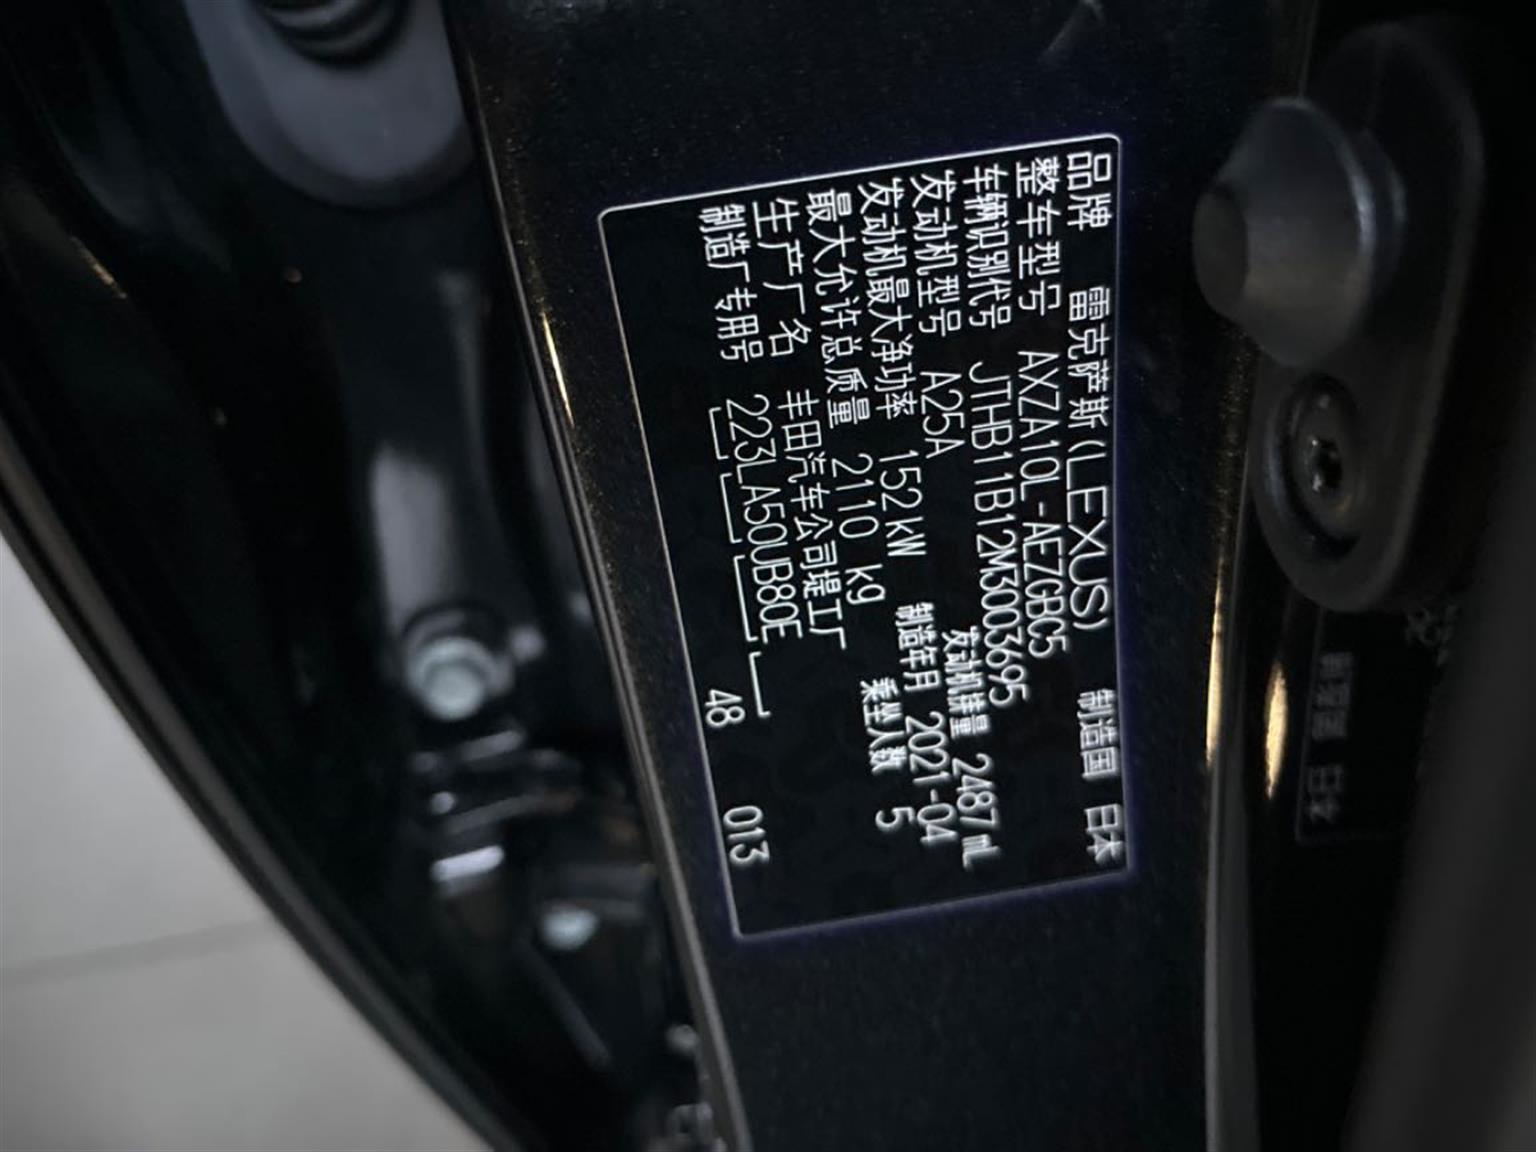 品牌 雷克萨斯(LEXUS) 制造国 日本
整车型号 AXZA10L-AEZGBC5
车辆识别代号 JTHB11B12M3003695
发动机型号 A25A 发动机排量 2487 mL
发动机最大净功率 152 kW 制造年月 2021-04
最大允许总质量 2110 kg 乘坐人数 5
生产厂名 丰田汽车公司堤工厂
制造厂专用号 223LA50UB80E 48 013